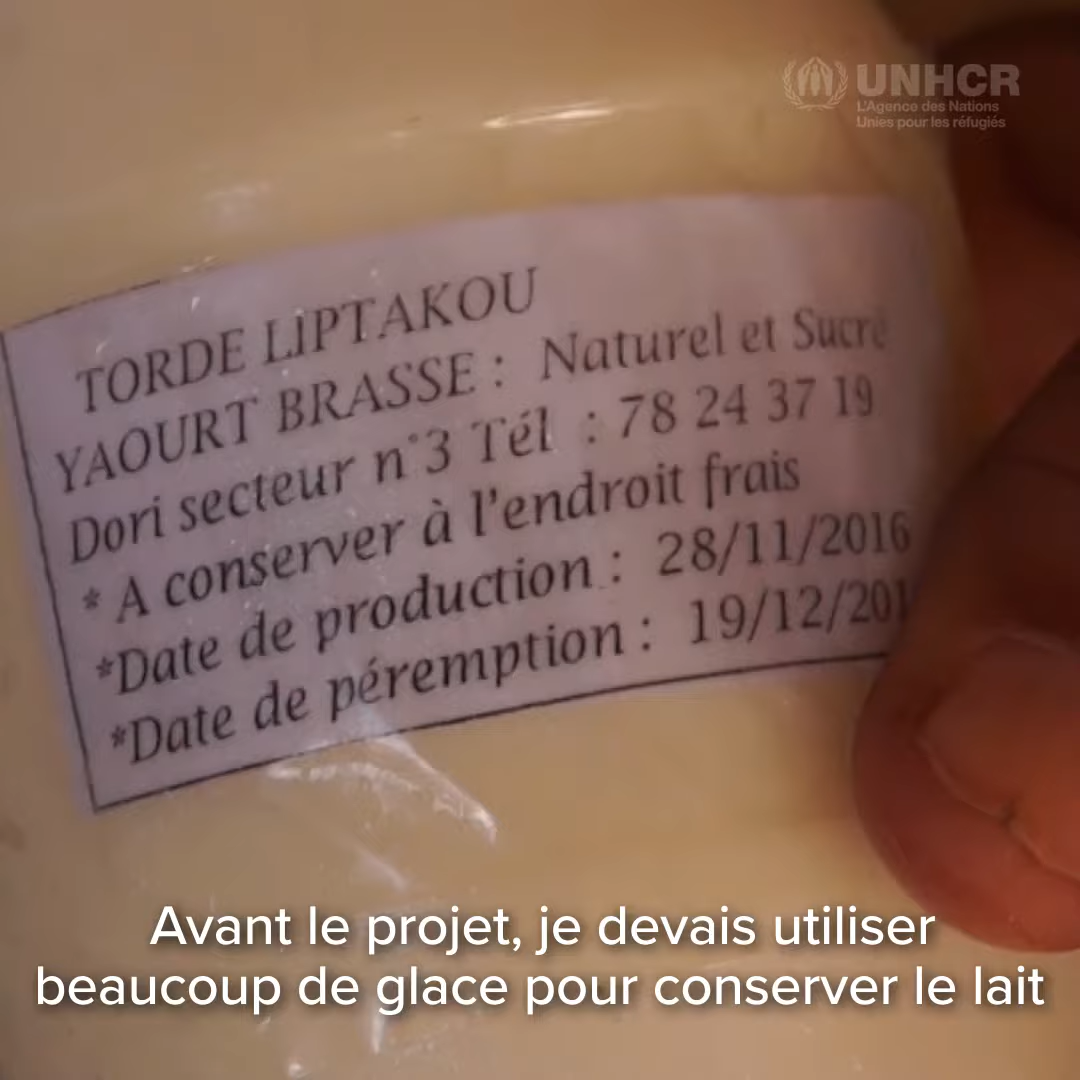 UNHCR
L'Agence des Nations
Unies pour les réfugiés
TORDE LIPTAKOU
YAOURT BRASSE : Naturel et Sucré
Dori secteur n°3 Tél : 78 24 37 19
* A conserver à l'endroit frais
*Date de production : 28/11/2016
*Date de péremption : 19/12/201
Avant le projet, je devais utiliser
beaucoup de glace pour conserver le lait